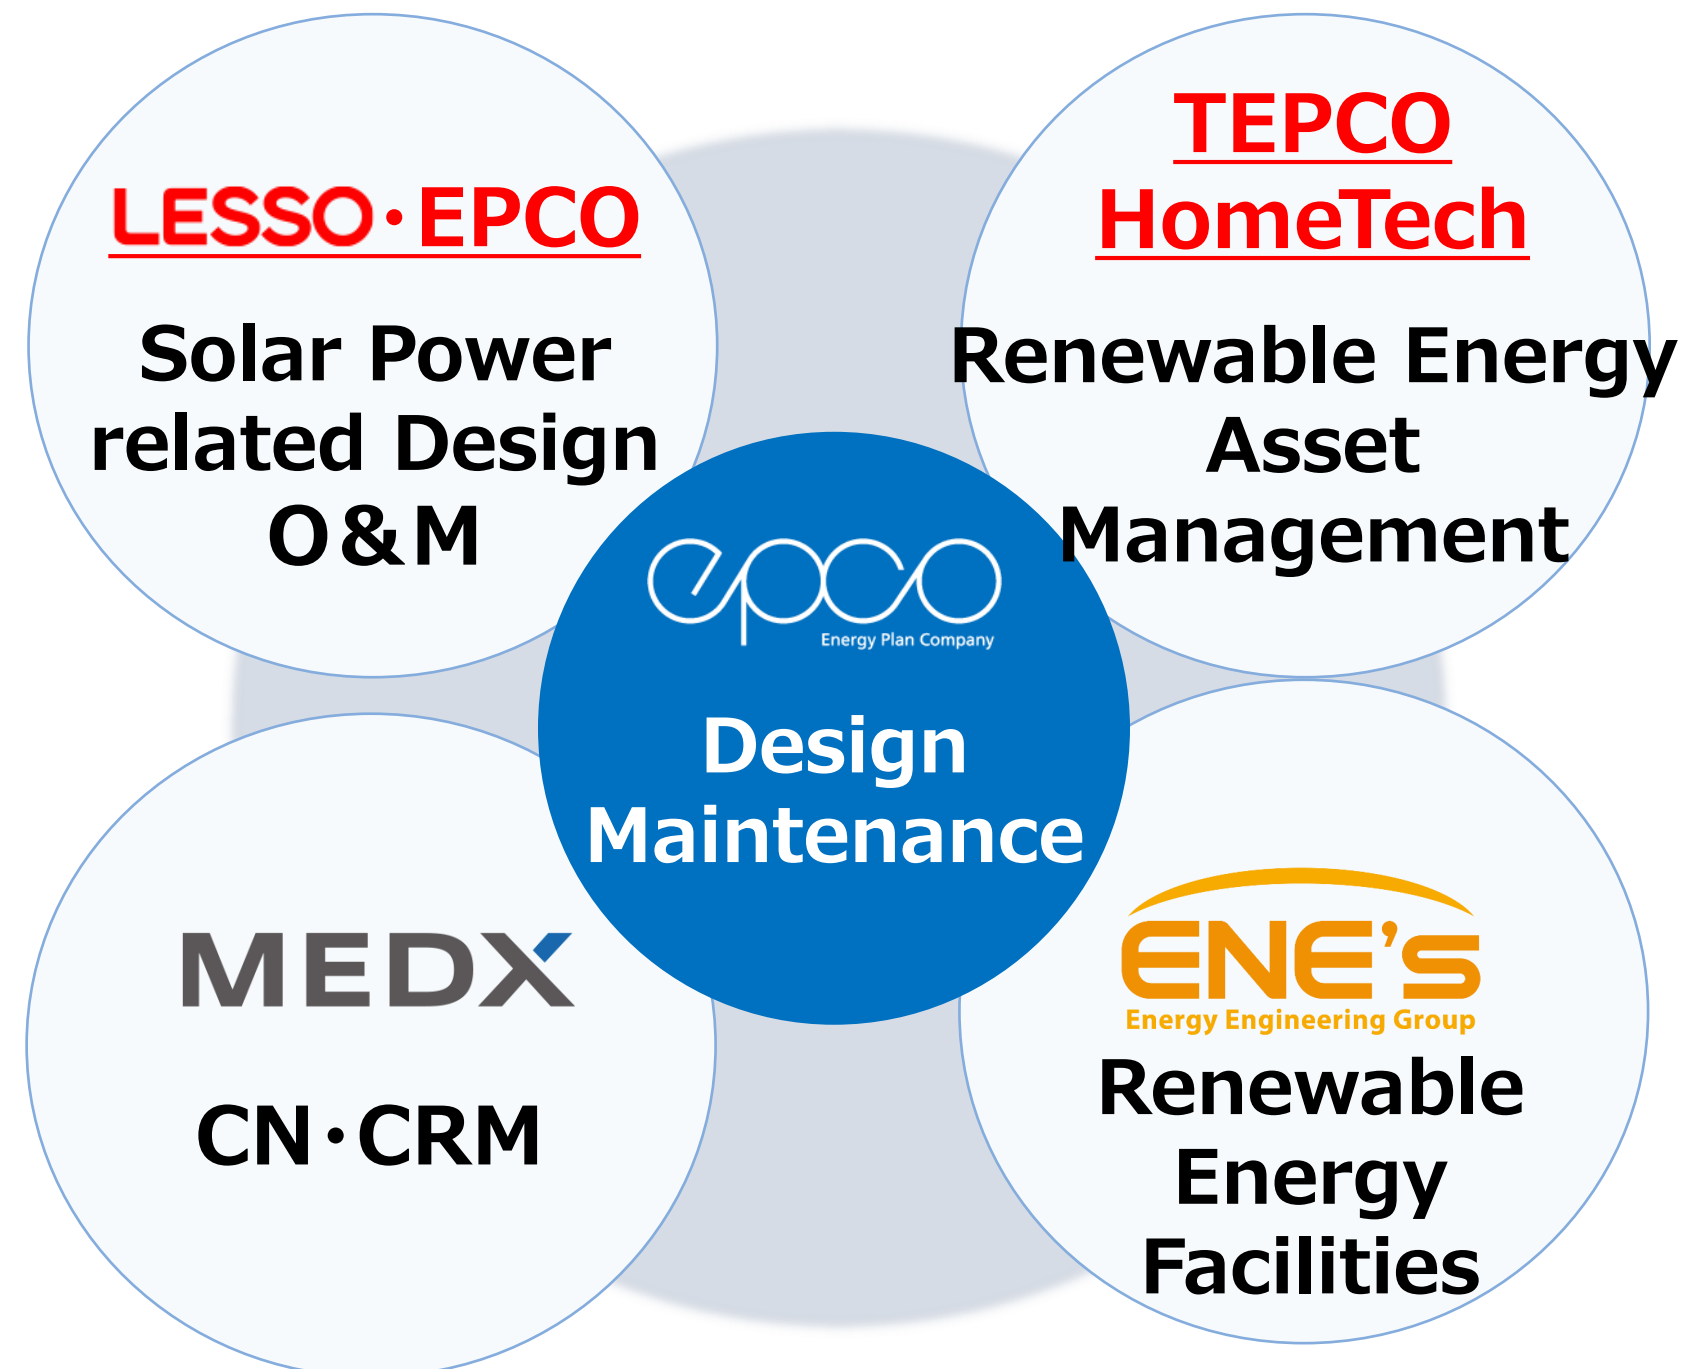 LESSO・EPCO
Solar Power
related Design
O&M
TEPCO
HomeTech
Renewable Energy
Asset
Management
epco
Energy Plan Company
Design
Maintenance
MEDX
CN・CRM
ENE's
Energy Engineering Group
Renewable
Energy
Facilities